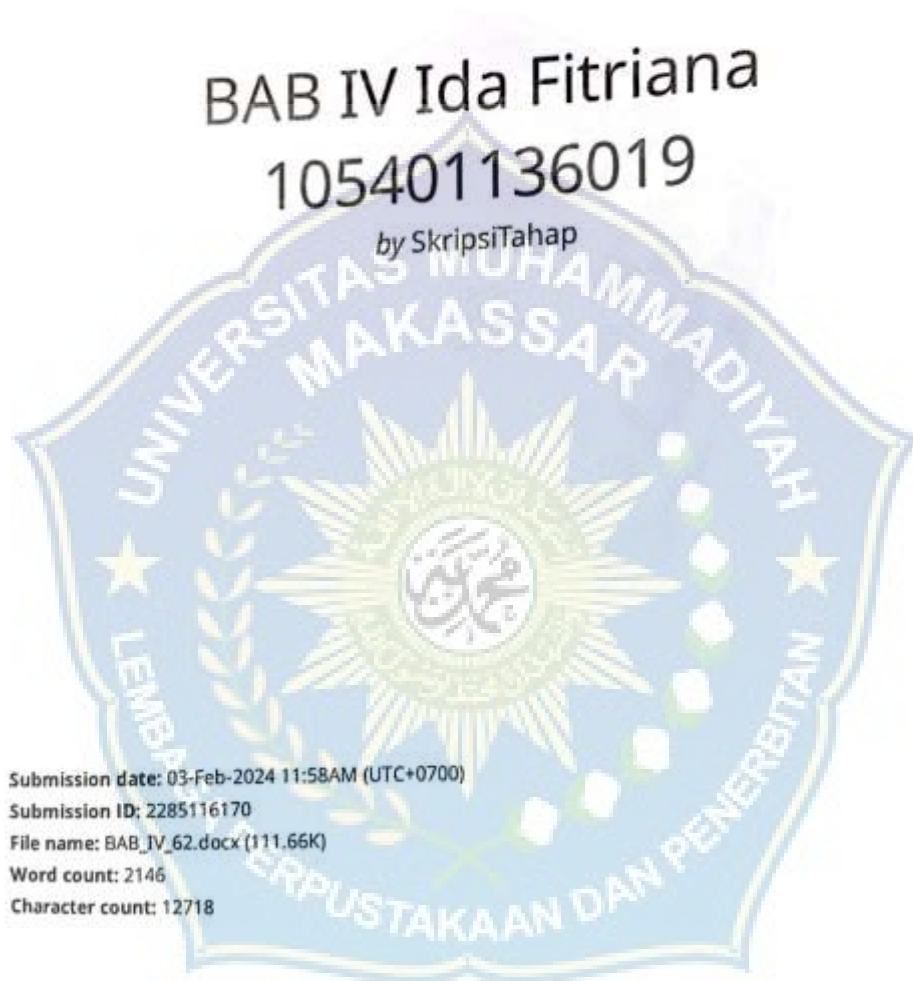 BAB IV Ida Fitriana
105401136019
by SkripsiTahap
UNIVERSITAS MUHAMMADIYAH
MAKASSAR
محمدية
LEMBAGA PERPUSTAKAAN DAN PENERBITAN
Submission date: 03-Feb-2024 11:58AM (UTC+0700)
Submission ID: 2285116170
File name: BAB_IV_62.docx (111.66K)
Word count: 2146
Character count: 12718